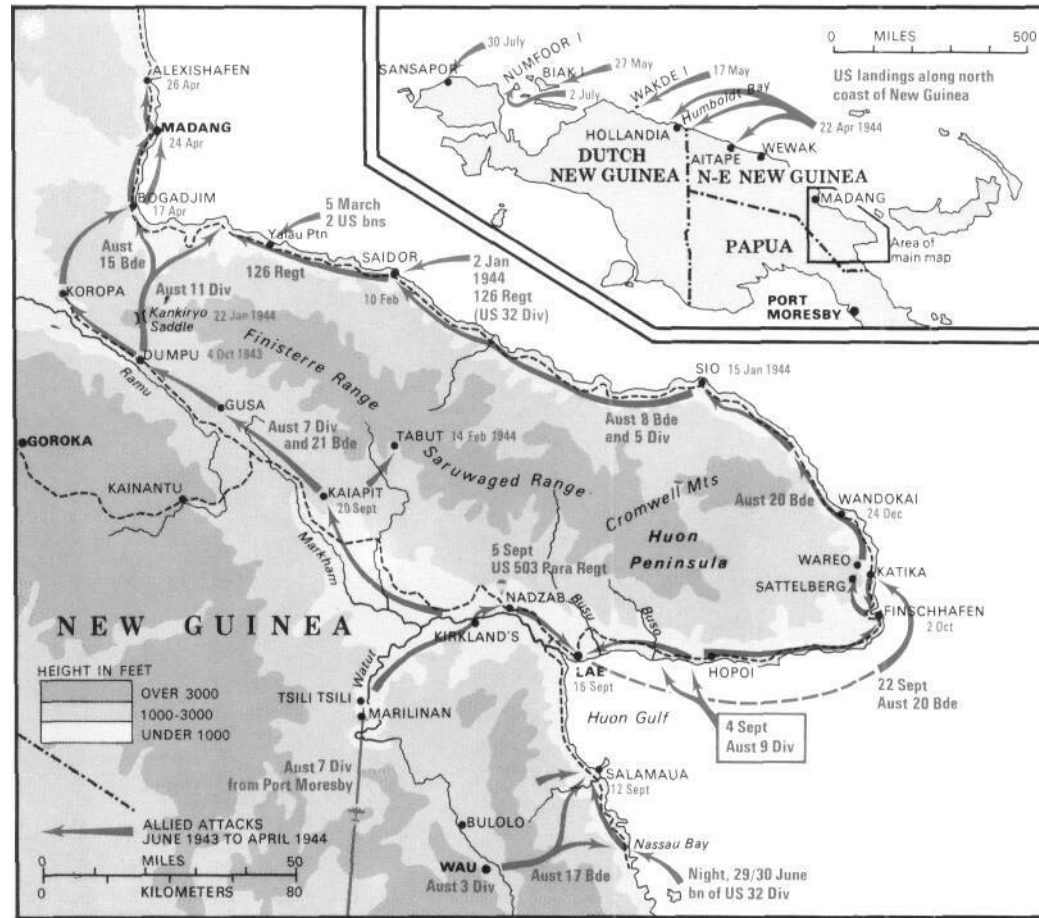 ALEXISHAFEN
26 Apr
MADANG
24 Apr
BOGADJIM
17 Apr
5 March
2 US bns
Yalau Ptn
Aust
15 Bde
126 Regt
SAIDOR
10 Feb
2 Jan
1944
126 Regt
(US 32 Div)
Aust 11 Div
KOROPA
Kankiryo
Saddle
22 Jan 1944
DUMPU
4 Oct 1943
Ramu
Finisterre Range
GUSA
SIO
15 Jan 1944
GOROKA
Aust 7 Div
and 21 Bde
TABUT
14 Feb 1944
Aust 8 Bde
and 5 Div
Saruwaged Range
KAINANTU
KAIAPIT
20 Sept
Cromwell Mts
Aust 20 Bde
WANDOKAI
24 Dec
Huon
Peninsula
Markham
5 Sept
US 503 Para Regt
WAREO
KATIKA
SATTELBERG
NADZAB
FINSCHHAFEN
2 Oct
NEW GUINEA
KIRKLAND'S
Busu
Buso
HEIGHT IN FEET
OVER 3000
1000-3000
UNDER 1000
Watut
LAE
16 Sept
HOPOI
TSILI TSILI
MARILINAN
Huon Gulf
22 Sept
Aust 20 Bde
4 Sept
Aust 9 Div
Aust 7 Div
from Port Moresby
SALAMAUA
12 Sept
ALLIED ATTACKS
JUNE 1943 TO APRIL 1944
BULOLO
Nassau Bay
MILES
0 50
KILOMETERS
0 80
WAU
Aust 3 Div
Aust 17 Bde
Night, 29/30 June
bn of US 32 Div
MILES
0 500
US landings along north
coast of New Guinea
30 July
SANSAPOR
NUMFOOR I
BIAK I
27 May
2 July
WAKDE I
17 May
Humboldt Bay
22 Apr 1944
HOLLANDIA
AITAPE
WEWAK
DUTCH
NEW GUINEA
N-E NEW GUINEA
MADANG
PAPUA
Area of
main map
PORT
MORESBY